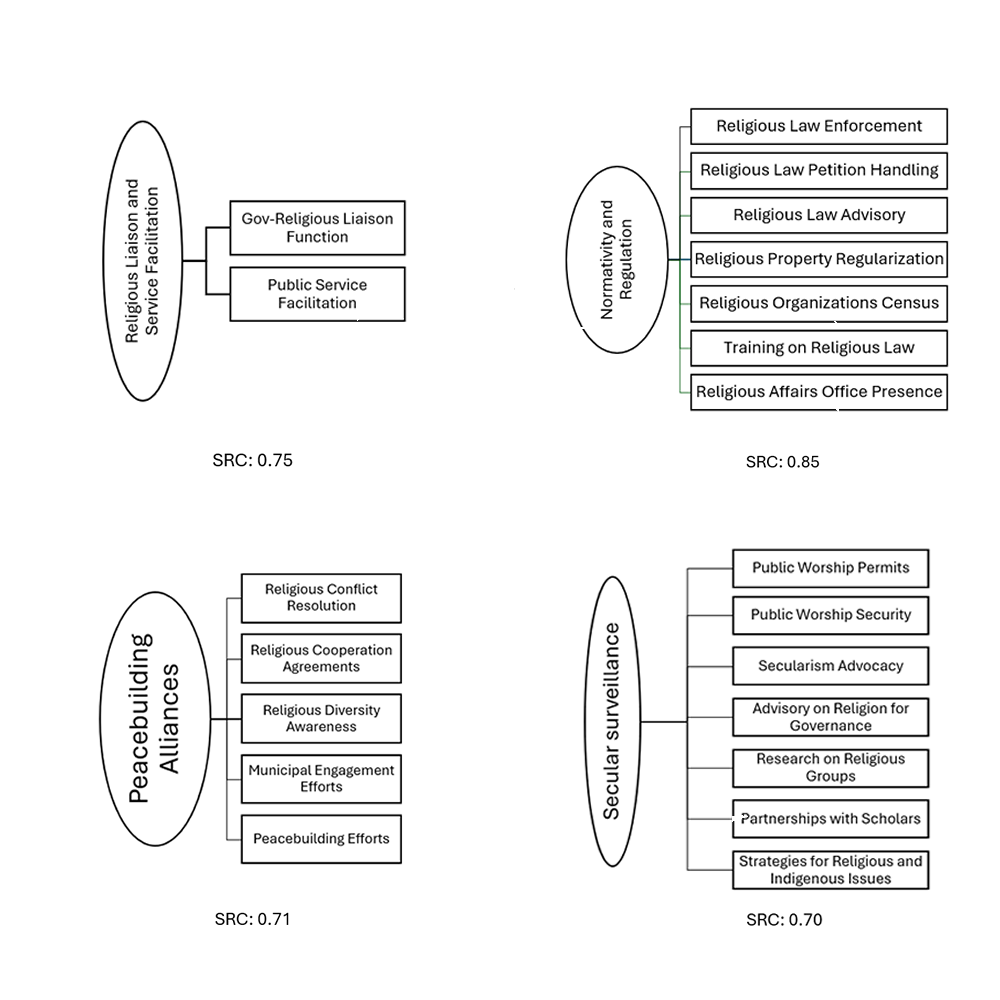 Religious Liaison and
Service Facilitation
Gov-Religious Liaison
Function
Public Service
Facilitation
SRC: 0.75
Normativity and
Regulation
Religious Law Enforcement
Religious Law Petition Handling
Religious Law Advisory
Religious Property Regularization
Religious Organizations Census
Training on Religious Law
Religious Affairs Office Presence
SRC: 0.85
Peacebuilding
Alliances
Religious Conflict
Resolution
Religious Cooperation
Agreements
Religious Diversity
Awareness
Municipal Engagement
Efforts
Peacebuilding Efforts
SRC: 0.71
Secular surveillance
Public Worship Permits
Public Worship Security
Secularism Advocacy
Advisory on Religion for
Governance
Research on Religious
Groups
Partnerships with Scholars
Strategies for Religious and
Indigenous Issues
SRC: 0.70